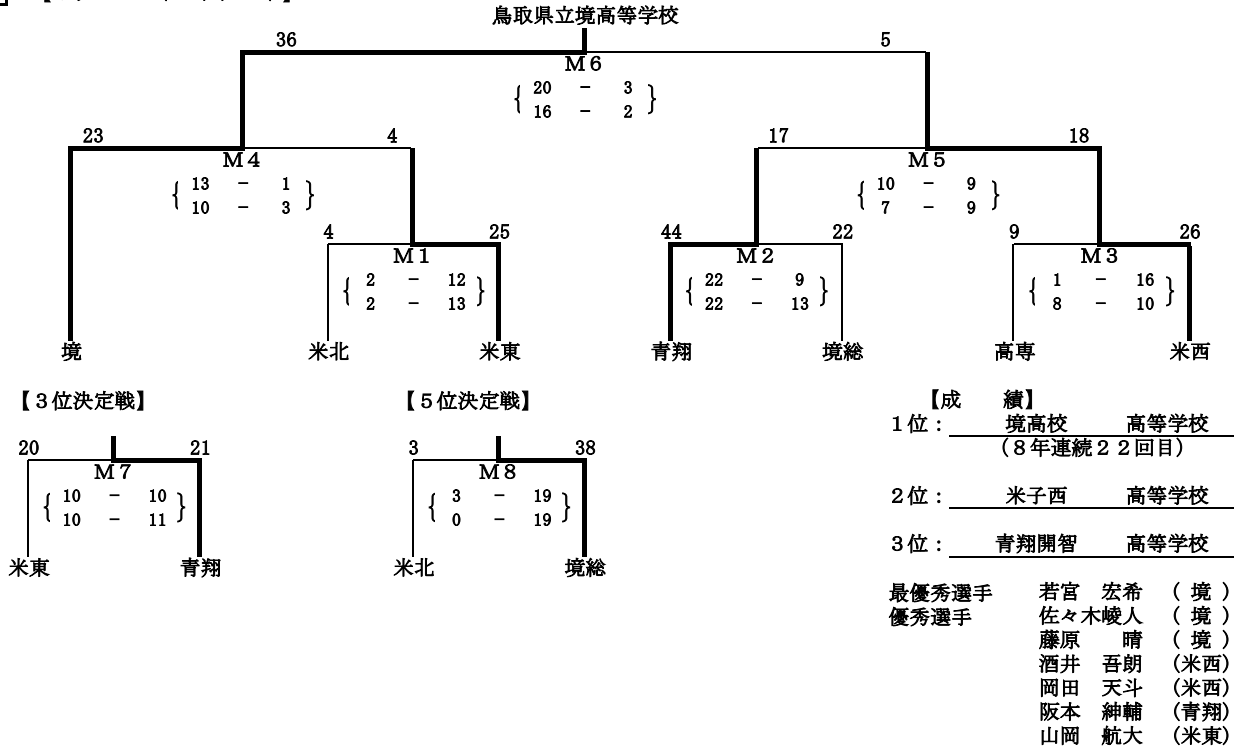 鳥取県立境高等学校
36 5
M6
20 － 3
16 － 2
23 4 17 18
M4 M5
13 － 1 10 － 9
10 － 3 7 － 9
4 25 44 22 9 26
M1 M2 M3
2 － 12 22 － 9 1 － 16
2 － 13 22 － 13 8 － 10
境 米北 米東 青翔 境総 高専 米西
【３位決定戦】 【５位決定戦】 【成 績】
１位： 境高校 高等学校
（８年連続２２回目）
20 21 3 38
M7 M8
10 － 10 3 － 19
10 － 11 0 － 19
２位： 米子西 高等学校
３位： 青翔開智 高等学校
米東 青翔 米北 境総
最優秀選手 若宮 宏希 （ 境 ）
優秀選手 佐々木崚人 （ 境 ）
藤原 晴 （ 境 ）
酒井 吾朗 （米西）
岡田 天斗 （米西）
阪本 紳輔 （青翔）
山岡 航大 （米東）